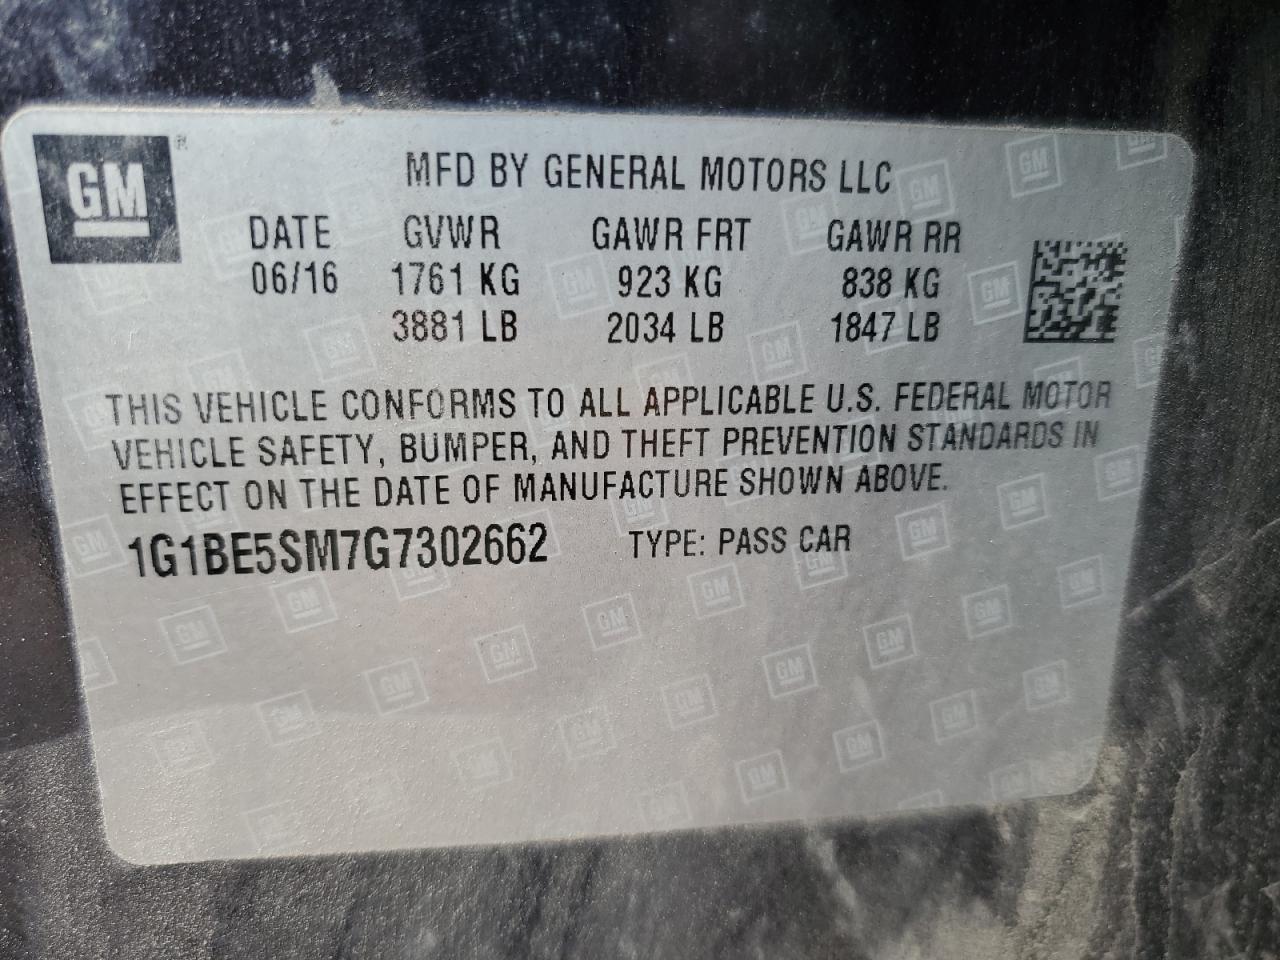 GM
MFD BY GENERAL MOTORS LLC
DATE GVWR GAWR FRT GAWR RR
06/16 1761 KG 923 KG 838 KG
3881 LB 2034 LB 1847 LB
THIS VEHICLE CONFORMS TO ALL APPLICABLE U.S. FEDERAL MOTOR
VEHICLE SAFETY, BUMPER, AND THEFT PREVENTION STANDARDS IN
EFFECT ON THE DATE OF MANUFACTURE SHOWN ABOVE.
1G1BE5SM7G7302662 TYPE: PASS CAR